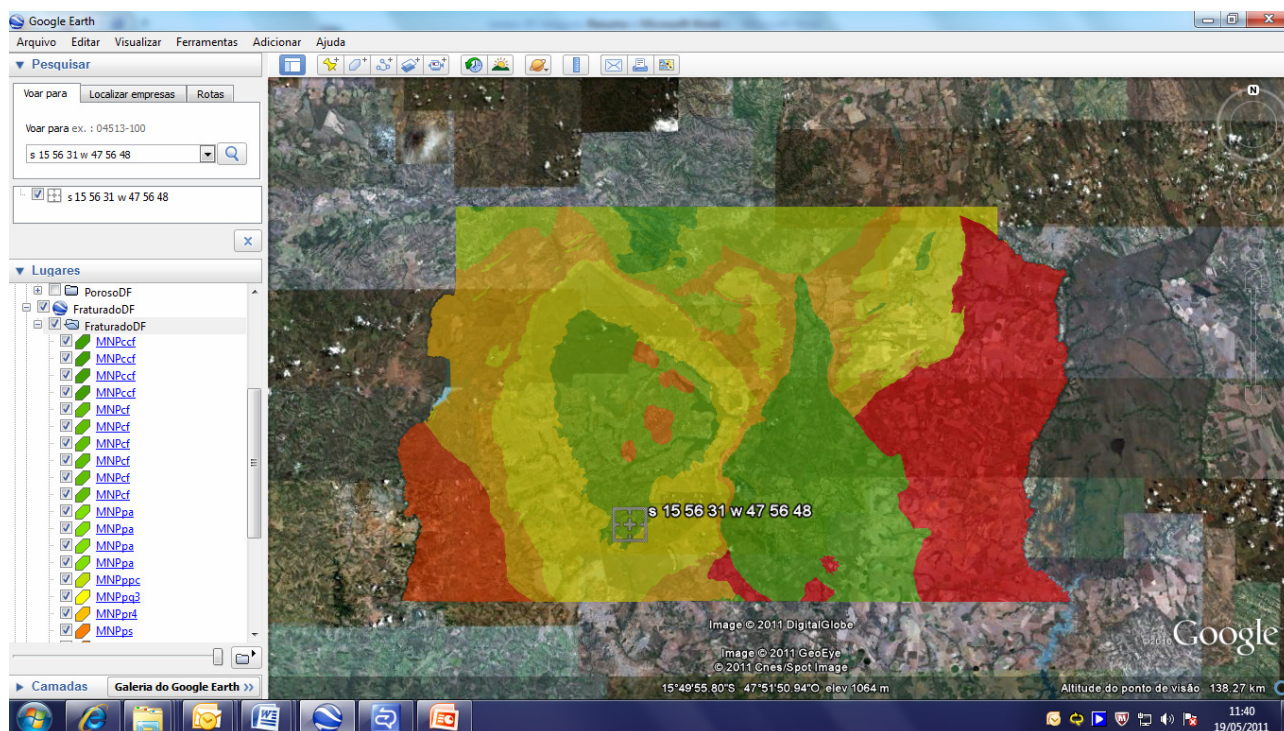 Google Earth
Arquivo Editar Visualizar Ferramentas Adicionar Ajuda
Pesquisar
Voar para Localizar empresas Rotas
Voar para ex. : 04513-100
s 15 56 31 w 47 56 48
s 15 56 31 w 47 56 48
x
Lugares
PorosoDF
FraturadoDF
FraturadoDF
MNPccf
MNPccf
MNPccf
MNPccf
MNPcf
MNPcf
MNPcf
MNPcf
MNPcf
MNPcf
MNPpa
MNPpa
MNPpa
MNPpa
MNPppc
MNPpq3
MNPpr4
MNPps
Camadas Galeria do Google Earth >>
N
s 15 56 31 w 47 56 48
Image © 2011 DigitalGlobe
Image © 2011 GeoEye
© 2011 Cnes/Spot Image
©2010 Google
15°49'55.80"S 47°51'50.94"O elev 1064 m
Altitude do ponto de visão 138.27 km
11:40
19/05/2011